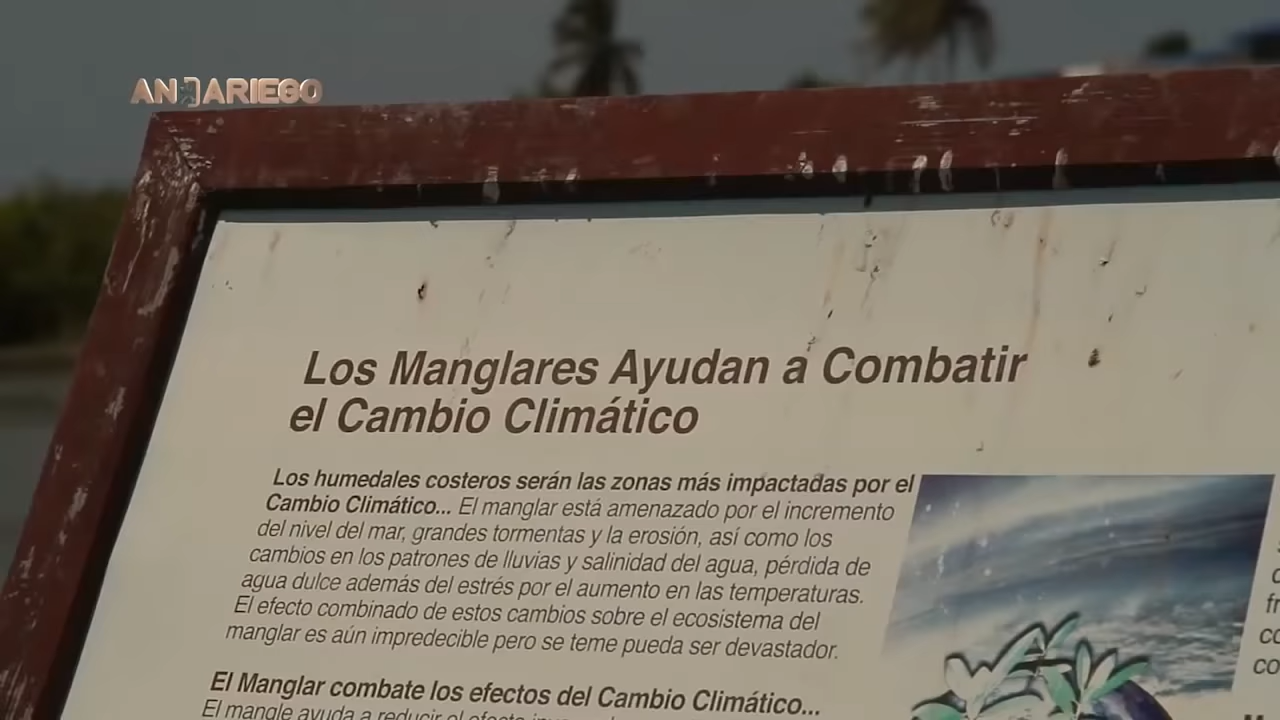 ANDARIEGO
Los Manglares Ayudan a Combatir
el Cambio Climático
Los humedales costeros serán las zonas más impactadas por el
Cambio Climático... El manglar está amenazado por el incremento
del nivel del mar, grandes tormentas y la erosión, así como los
cambios en los patrones de lluvias y salinidad del agua, pérdida de
agua dulce además del estrés por el aumento en las temperaturas.
El efecto combinado de estos cambios sobre el ecosistema del
manglar es aún impredecible pero se teme pueda ser devastador.
El Manglar combate los efectos del Cambio Climático...
El mangle ayuda a reducir el efecto